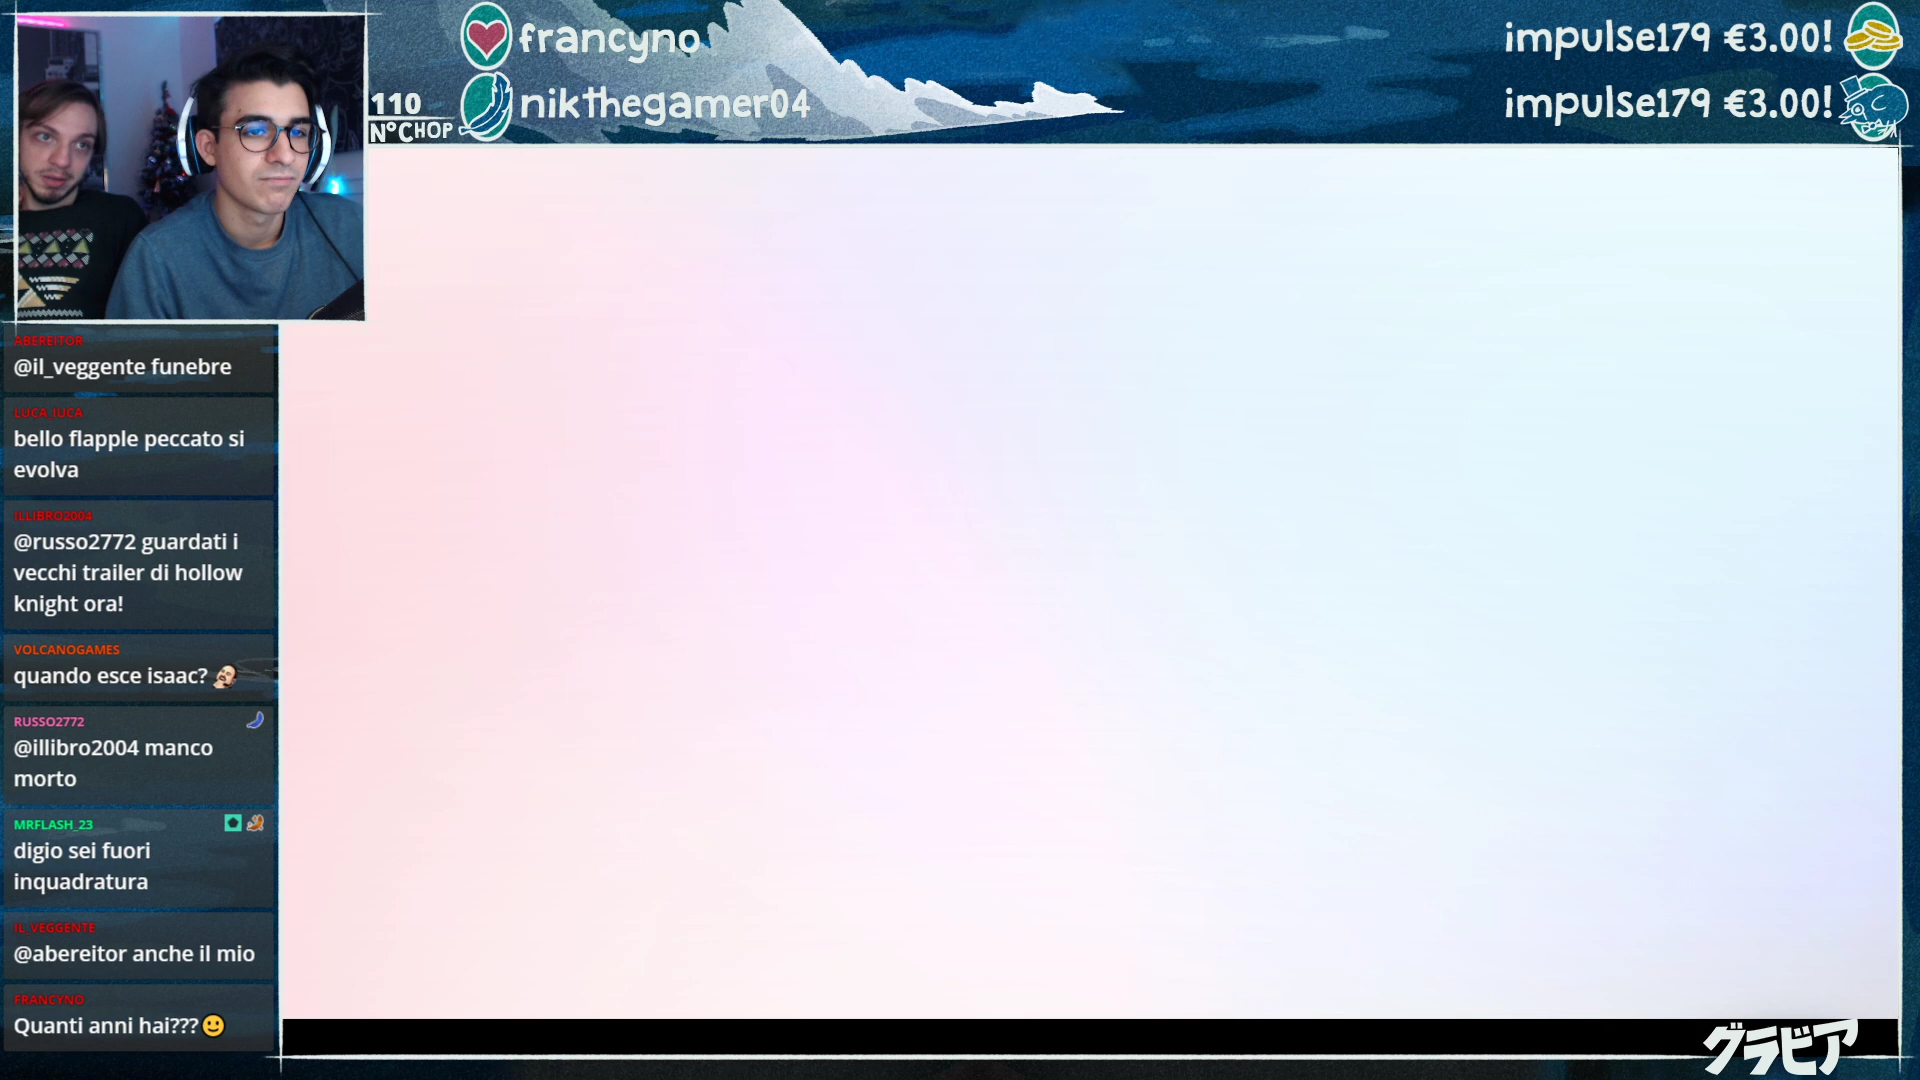 francyno
nikthegamer04
110
N°CHOP
impulse179 €3.00!
impulse179 €3.00!
ABEREITOR
@il_veggente funebre
LUCA_IUCA
bello flapple peccato si
evolva
ILLIBRO2004
@russo2772 guardati i
vecchi trailer di hollow
knight ora!
VOLCANOGAMES
quando esce isaac?
RUSSO2772
@illibro2004 manco
morto
MRFLASH_23
digio sei fuori
inquadratura
IL_VEGGENTE
@abereitor anche il mio
FRANCYNO
Quanti anni hai???
グラビア